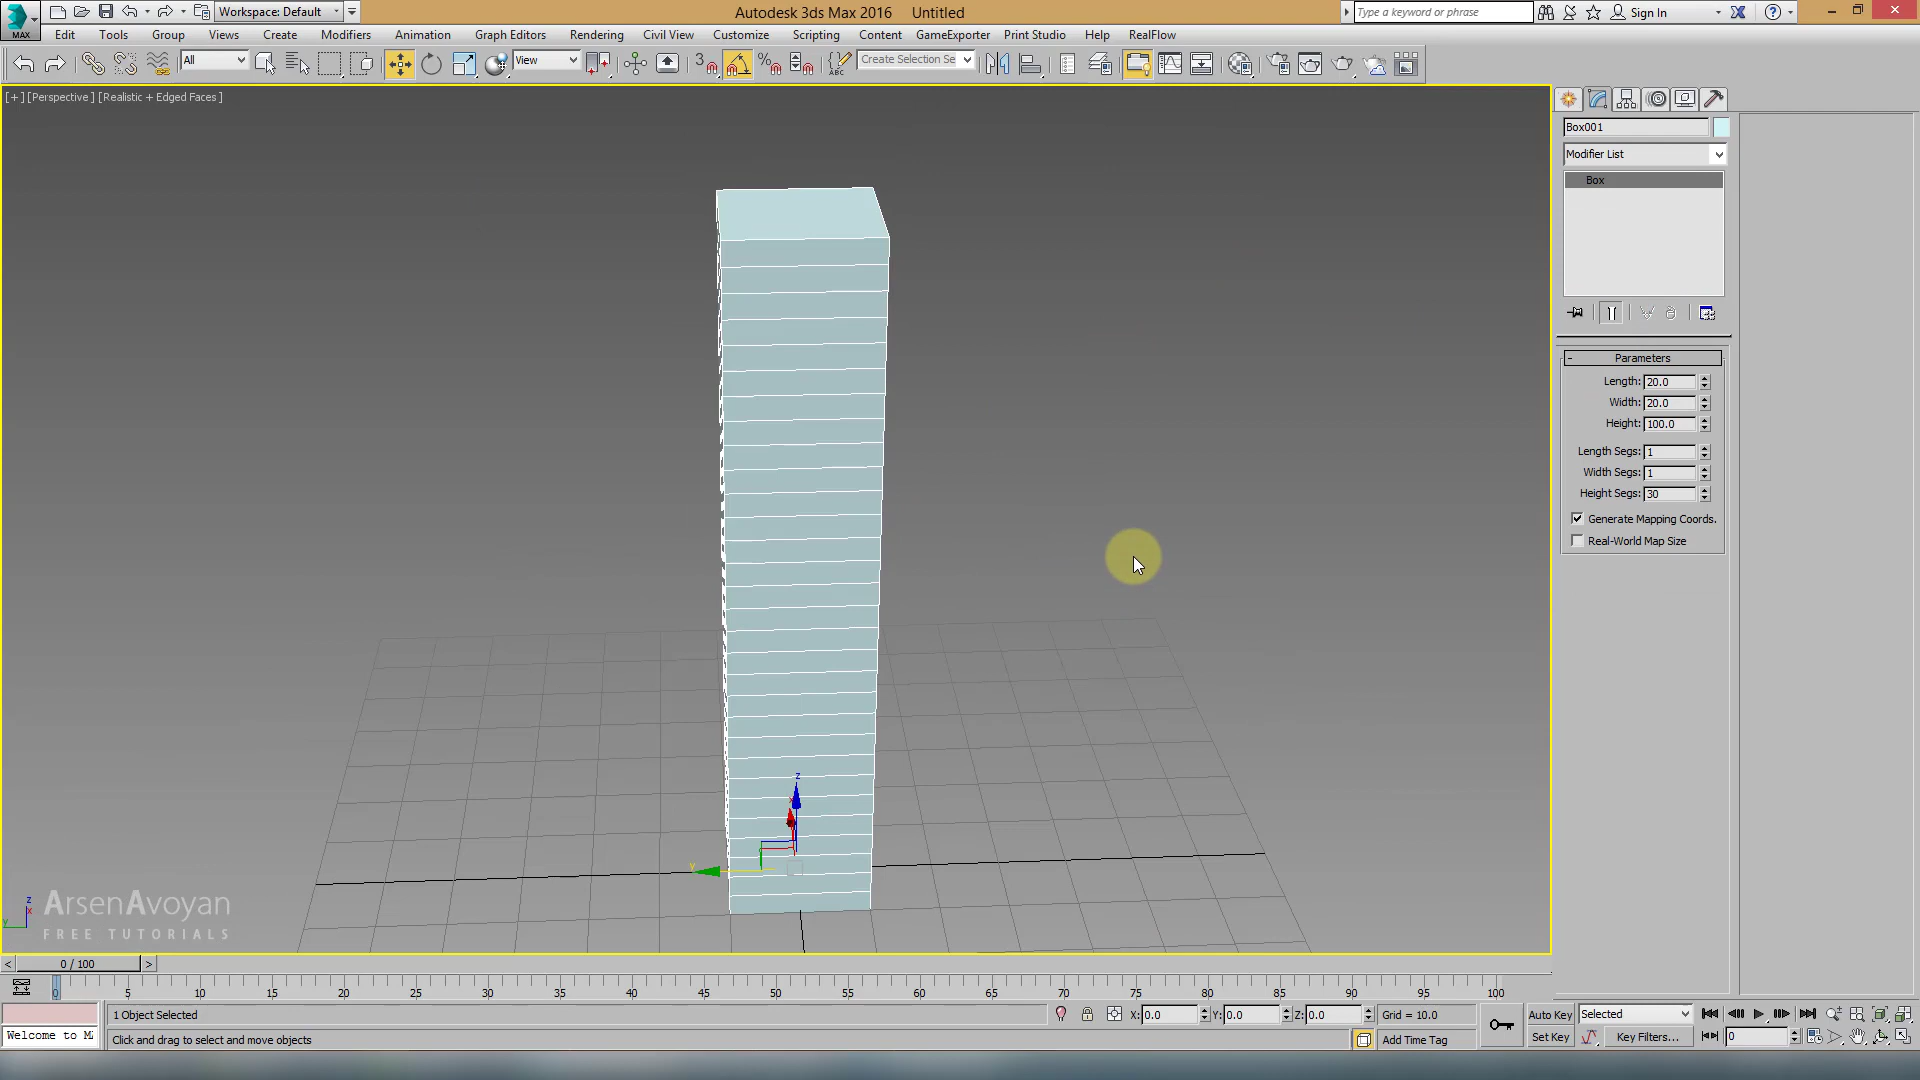 MAX
Workspace: Default
Autodesk 3ds Max 2016 Untitled
Type a keyword or phrase
Sign In
Edit Tools Group Views Create Modifiers Animation Graph Editors Rendering Civil View Customize Scripting Content GameExporter Print Studio Help RealFlow
All
View
3
%
ABC
Create Selection Se
[+] [Perspective] [Realistic + Edged Faces]
Box001
Modifier List
Box
- Parameters
Length: 20.0
Width: 20.0
Height: 100.0
Length Segs: 1
Width Segs: 1
Height Segs: 30
Generate Mapping Coords.
Real-World Map Size
z
x
y
z
x
y
ArsenAvoyan
FREE TUTORIALS
< 0 / 100 >
0 5 10 15 20 25 30 35 40 45 50 55 60 65 70 75 80 85 90 95 100
1 Object Selected
X: 0.0 Y: 0.0 Z: 0.0
Grid = 10.0
Auto Key
Selected
Welcome to M
Click and drag to select and move objects
Add Time Tag
Set Key
Key Filters...
0